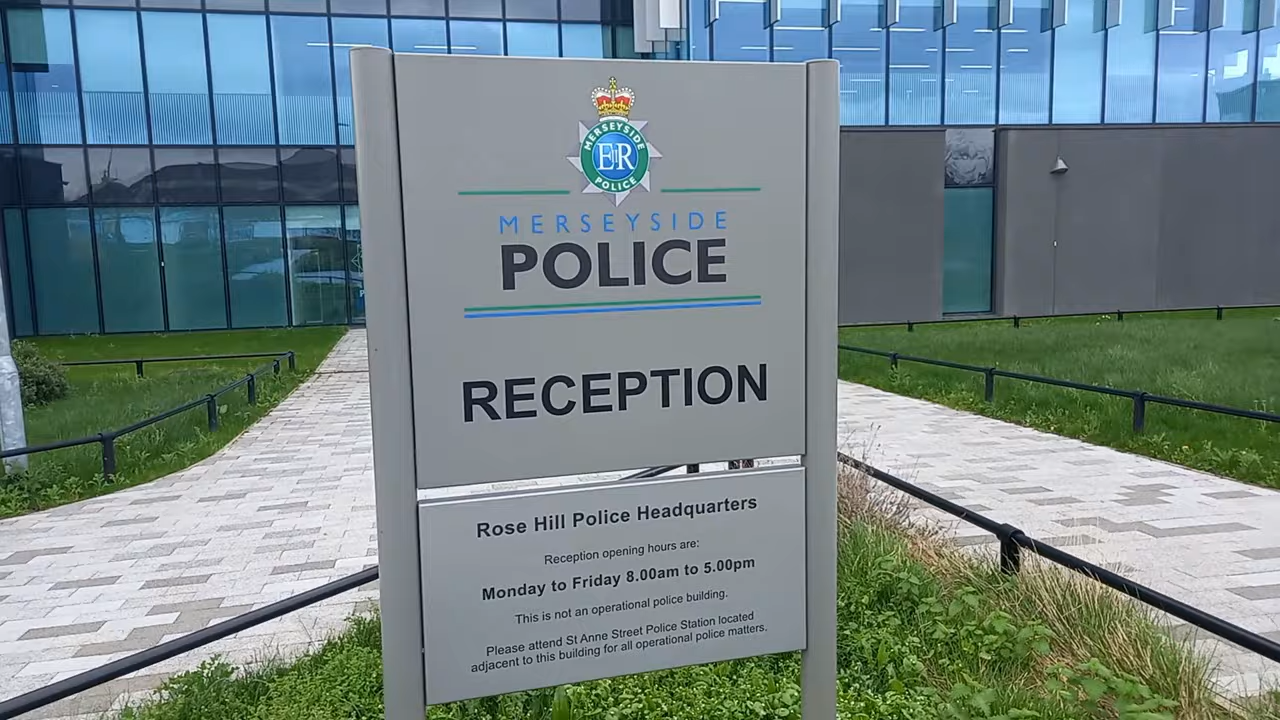 MERSEYSIDE
EIIR
POLICE
MERSEYSIDE
POLICE
RECEPTION
Rose Hill Police Headquarters
Reception opening hours are:
Monday to Friday 8.00am to 5.00pm
This is not an operational police building.
Please attend St Anne Street Police Station located
adjacent to this building for all operational police matters.